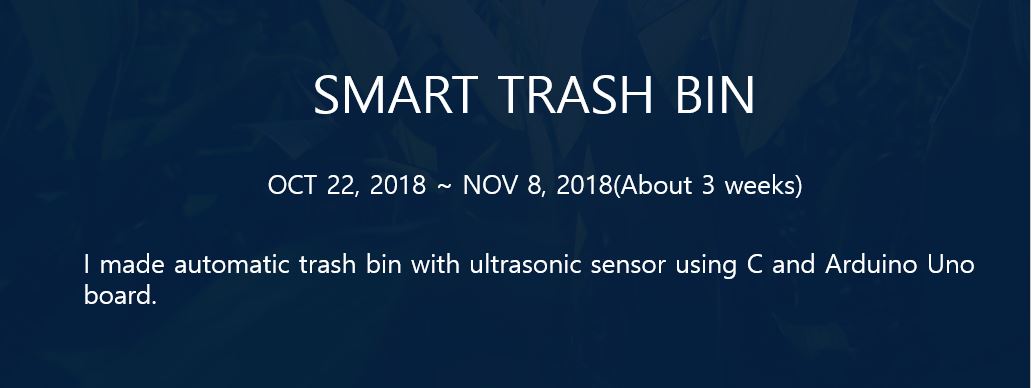 SMART TRASH BIN
OCT 22, 2018 ~ NOV 8, 2018(About 3 weeks)
I made automatic trash bin with ultrasonic sensor using C and Arduino Uno
board.